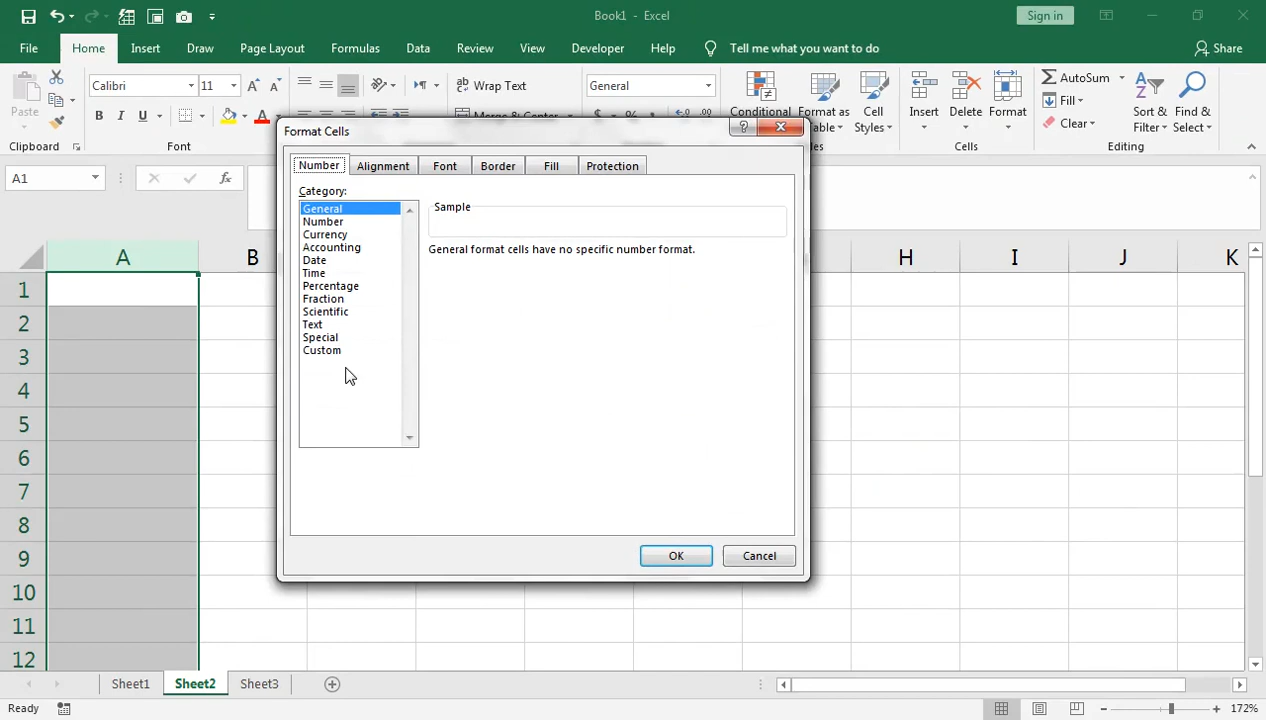 Book1 - Excel
Sign in
File Home Insert Draw Page Layout Formulas Data Review View Developer Help Tell me what you want to do Share
Paste
Calibri 11
B I U
Wrap Text
General
$ %
Conditional
Format as
Table
Cell
Styles
Insert
Delete
Format
AutoSum
Fill
Clear
Sort &
Filter
Find &
Select
Clipboard Font Cells Editing
A1
Format Cells
Number Alignment Font Border Fill Protection
Category:
General
Number
Currency
Accounting
Date
Time
Percentage
Fraction
Scientific
Text
Special
Custom
Sample
General format cells have no specific number format.
OK Cancel
A B H I J K
1
2
3
4
5
6
7
8
9
10
11
12
Sheet1 Sheet2 Sheet3
Ready 172%